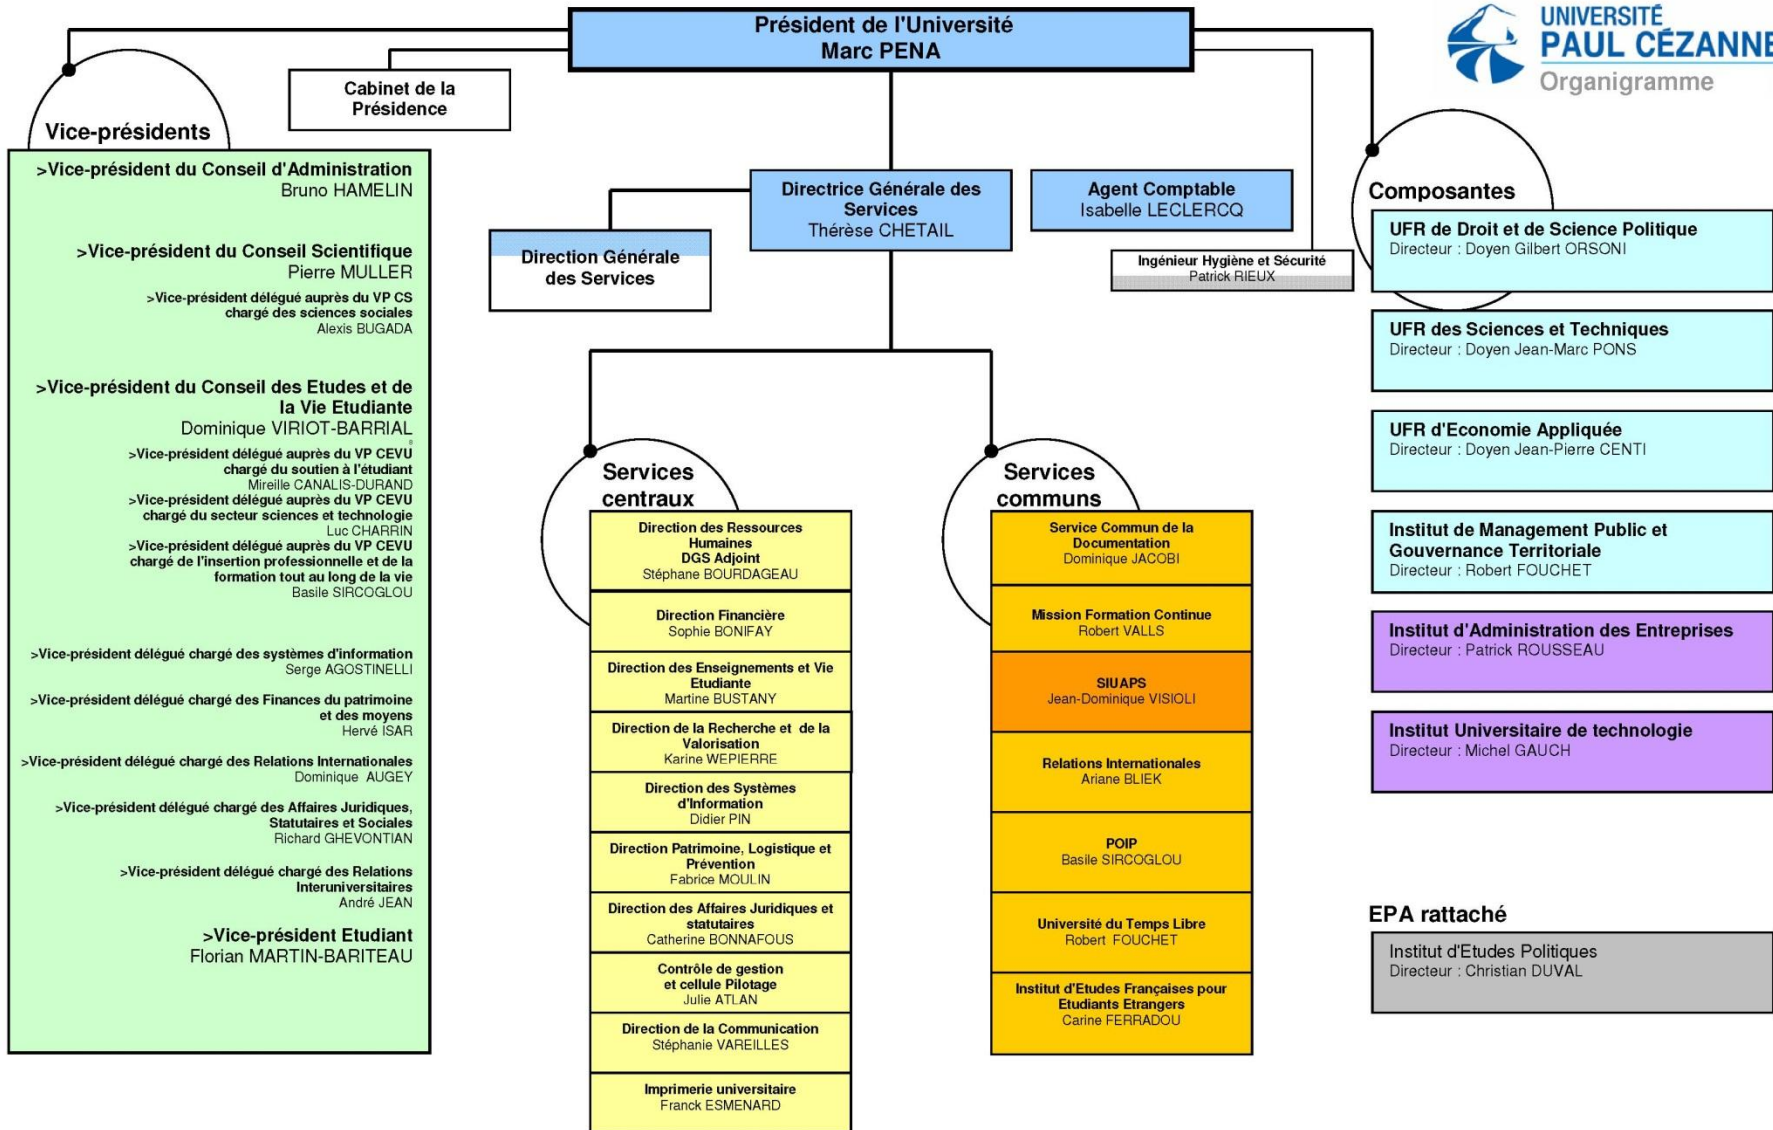 Président de l'Université
Marc PENA
UNIVERSITÉ
PAUL CÉZANNE
Organigramme
Cabinet de la
Présidence
Vice-présidents
>Vice-président du Conseil d'Administration
Bruno HAMELIN
>Vice-président du Conseil Scientifique
Pierre MULLER
>Vice-président délégué auprès du VP CS
chargé des sciences sociales
Alexis BUGADA
>Vice-président du Conseil des Etudes et de
la Vie Etudiante
Dominique VIRIOT-BARRIAL
>Vice-président délégué auprès du VP CEVU
chargé du soutien à l'étudiant
Mireille CANALIS-DURAND
>Vice-président délégué auprès du VP CEVU
chargé du secteur sciences et technologie
Luc CHARRIN
>Vice-président délégué auprès du VP CEVU
chargé de l'insertion professionnelle et de la
formation tout au long de la vie
Basile SIRCOGLOU
>Vice-président délégué chargé des systèmes d'information
Serge AGOSTINELLI
>Vice-président délégué chargé des Finances du patrimoine
et des moyens
Hervé ISAR
>Vice-président délégué chargé des Relations Internationales
Dominique AUGEY
>Vice-président délégué chargé des Affaires Juridiques,
Statutaires et Sociales
Richard GHEVONTIAN
>Vice-président délégué chargé des Relations
Interuniversitaires
André JEAN
>Vice-président Etudiant
Florian MARTIN-BARITEAU
Directrice Générale des
Services
Thérèse CHETAIL
Direction Générale
des Services
Agent Comptable
Isabelle LECLERCQ
Ingénieur Hygiène et Sécurité
Patrick RIEUX
Services
centraux
Direction des Ressources
Humaines
DGS Adjoint
Stéphane BOURDAGEAU
Direction Financière
Sophie BONIFAY
Direction des Enseignements et Vie
Etudiante
Martine BUSTANY
Direction de la Recherche et de la
Valorisation
Karine WEPIERRE
Direction des Systèmes
d'Information
Didier PIN
Direction Patrimoine, Logistique et
Prévention
Fabrice MOULIN
Direction des Affaires Juridiques et
statutaires
Catherine BONNAFOUS
Contrôle de gestion
et cellule Pilotage
Julie ATLAN
Direction de la Communication
Stéphanie VAREILLES
Imprimerie universitaire
Franck ESMENARD
Services
communs
Service Commun de la
Documentation
Dominique JACOBI
Mission Formation Continue
Robert VALLS
SIUAPS
Jean-Dominique VISIOLI
Relations Internationales
Ariane BLIEK
POIP
Basile SIRCOGLOU
Université du Temps Libre
Robert FOUCHET
Institut d'Etudes Françaises pour
Etudiants Etrangers
Carine FERRADOU
Composantes
UFR de Droit et de Science Politique
Directeur : Doyen Gilbert ORSONI
UFR des Sciences et Techniques
Directeur : Doyen Jean-Marc PONS
UFR d'Economie Appliquée
Directeur : Doyen Jean-Pierre CENTI
Institut de Management Public et
Gouvernance Territoriale
Directeur : Robert FOUCHET
Institut d'Administration des Entreprises
Directeur : Patrick ROUSSEAU
Institut Universitaire de technologie
Directeur : Michel GAUCH
EPA rattaché
Institut d'Etudes Politiques
Directeur : Christian DUVAL